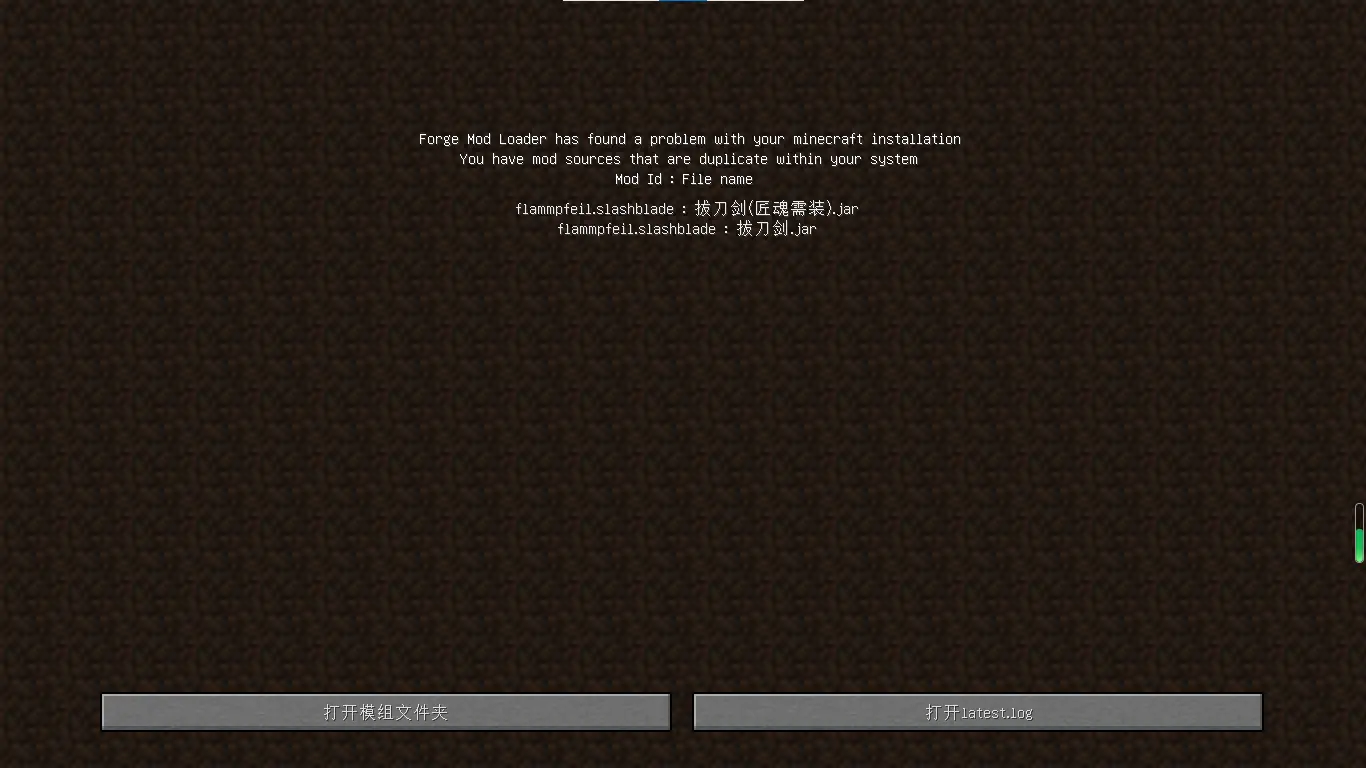 Forge Mod Loader has found a problem with your minecraft installation
You have mod sources that are duplicate within your system
Mod Id : File name
flammpfeil.slashblade : 拔刀剑(匠魂需装).jar
flammpfeil.slashblade : 拔刀剑.jar
打开模组文件夹
打开latest.log